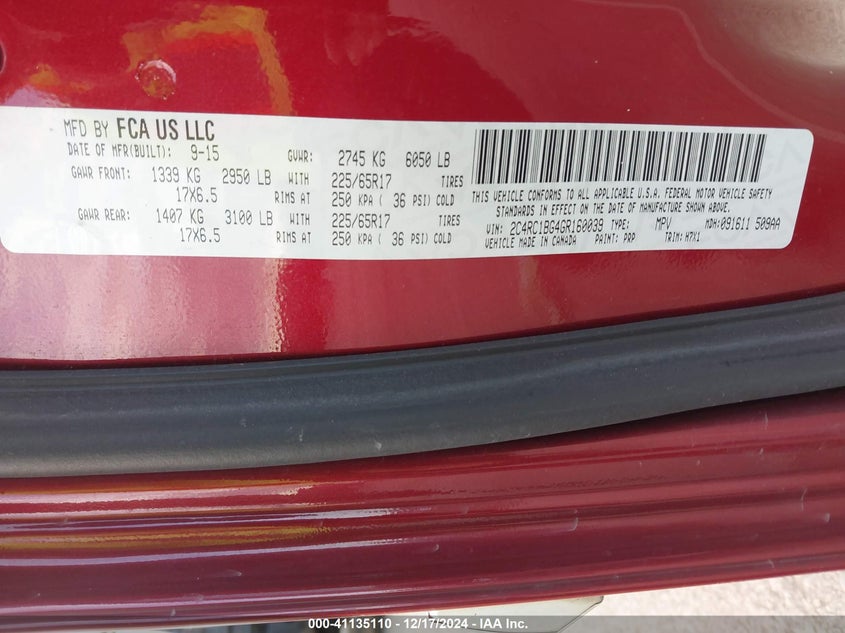 MFD BY FCA US LLC
DATE OF MFR(BUILT): 9-15 GVWR: 2745 KG 6050 LB
GAWR FRONT: 1339 KG 2950 LB WITH 225/65R17 TIRES
17X6.5 RIMS AT 250 KPA ( 36 PSI) COLD
GAWR REAR: 1407 KG 3100 LB WITH 225/65R17 TIRES
17X6.5 RIMS AT 250 KPA ( 36 PSI) COLD
THIS VEHICLE CONFORMS TO ALL APPLICABLE U.S.A. FEDERAL MOTOR VEHICLE SAFETY
STANDARDS IN EFFECT ON THE DATE OF MANUFACTURE SHOWN ABOVE.
VIN: 2C4RC1BG4GR160039 TYPE: MPV MDH:091611 509AA
VEHICLE MADE IN CANADA PAINT: PRP TRIM: H7X1
000-41135110 - 12/17/2024 - IAA Inc.